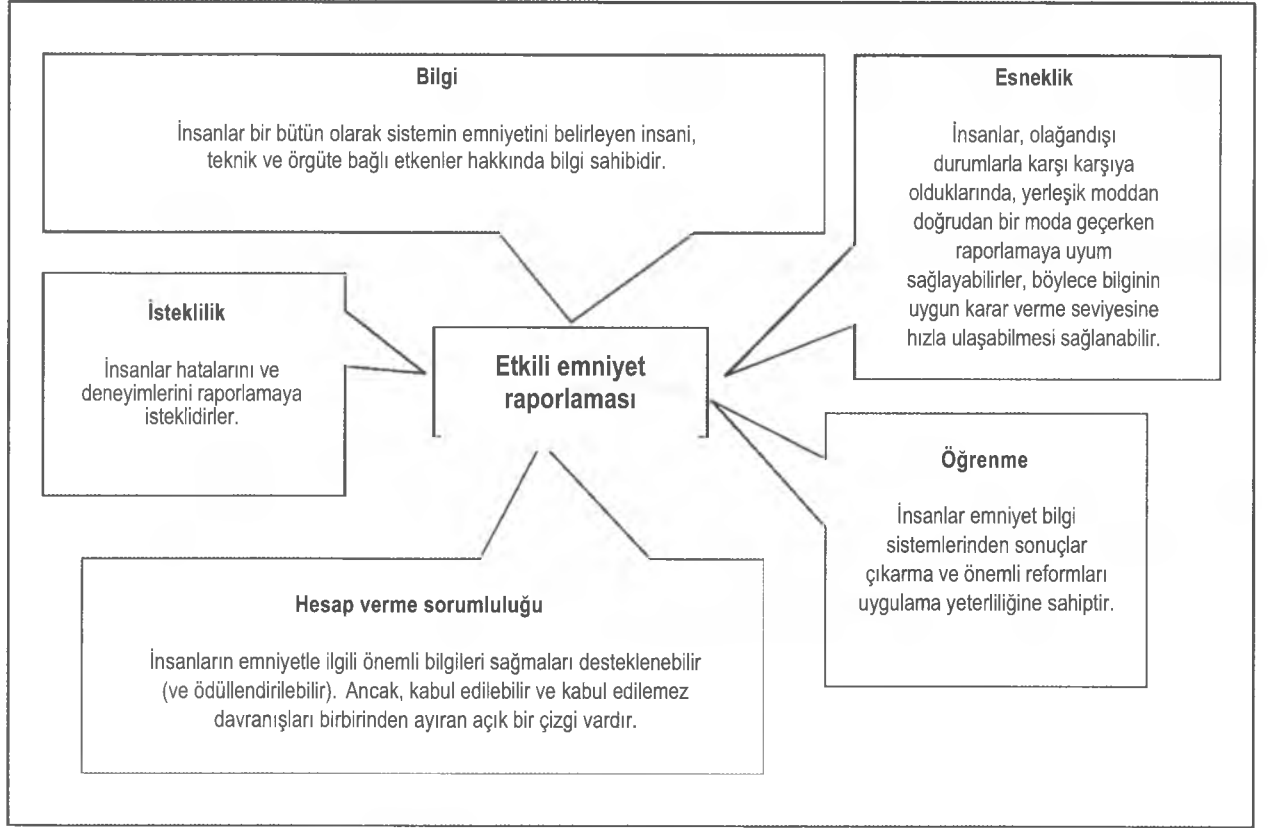 Bilgi
İnsanlar bir bütün olarak sistemin emniyetini belirleyen insani,
teknik ve örgüte bağlı etkenler hakkında bilgi sahibidir.
Esneklik
İnsanlar, olağandışı
durumlarla karşı karşıya
olduklarında, yerleşik moddan
doğrudan bir moda geçerken
raporlamaya uyum
sağlayabilirler, böylece bilginin
uygun karar verme seviyesine
hızla ulaşabilmesi sağlanabilir.
İsteklilik
İnsanlar hatalarını ve
deneyimlerini raporlamaya
isteklidirler.
Etkili emniyet
raporlaması
Öğrenme
İnsanlar emniyet bilgi
sistemlerinden sonuçlar
çıkarma ve önemli reformları
uygulama yeterliliğine sahiptir.
Hesap verme sorumluluğu
İnsanların emniyetle ilgili önemli bilgileri sağmaları desteklenebilir
(ve ödüllendirilebilir). Ancak, kabul edilebilir ve kabul edilemez
davranışları birbirinden ayıran açık bir çizgi vardır.